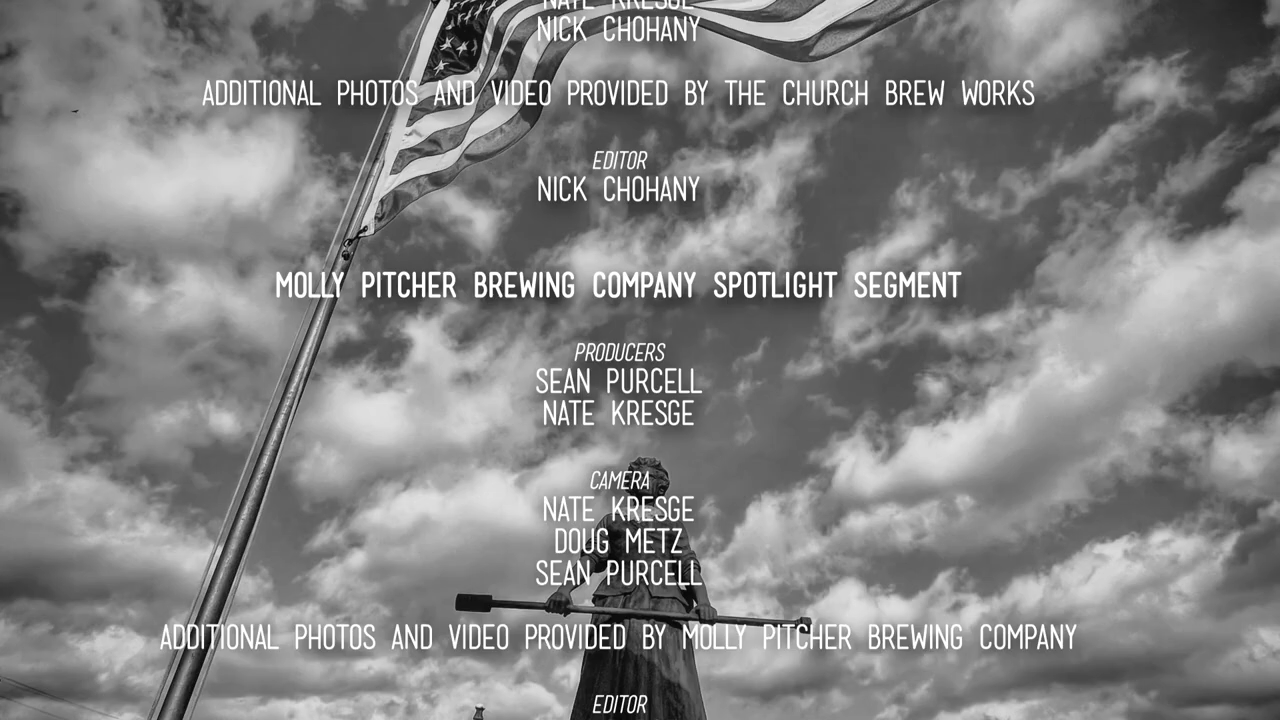 NATE KRESGE
NICK CHOHANY
ADDITIONAL PHOTOS AND VIDEO PROVIDED BY THE CHURCH BREW WORKS
EDITOR
NICK CHOHANY
MOLLY PITCHER BREWING COMPANY SPOTLIGHT SEGMENT
PRODUCERS
SEAN PURCELL
NATE KRESGE
CAMERA
NATE KRESGE
DOUG METZ
SEAN PURCELL
ADDITIONAL PHOTOS AND VIDEO PROVIDED BY MOLLY PITCHER BREWING COMPANY
EDITOR